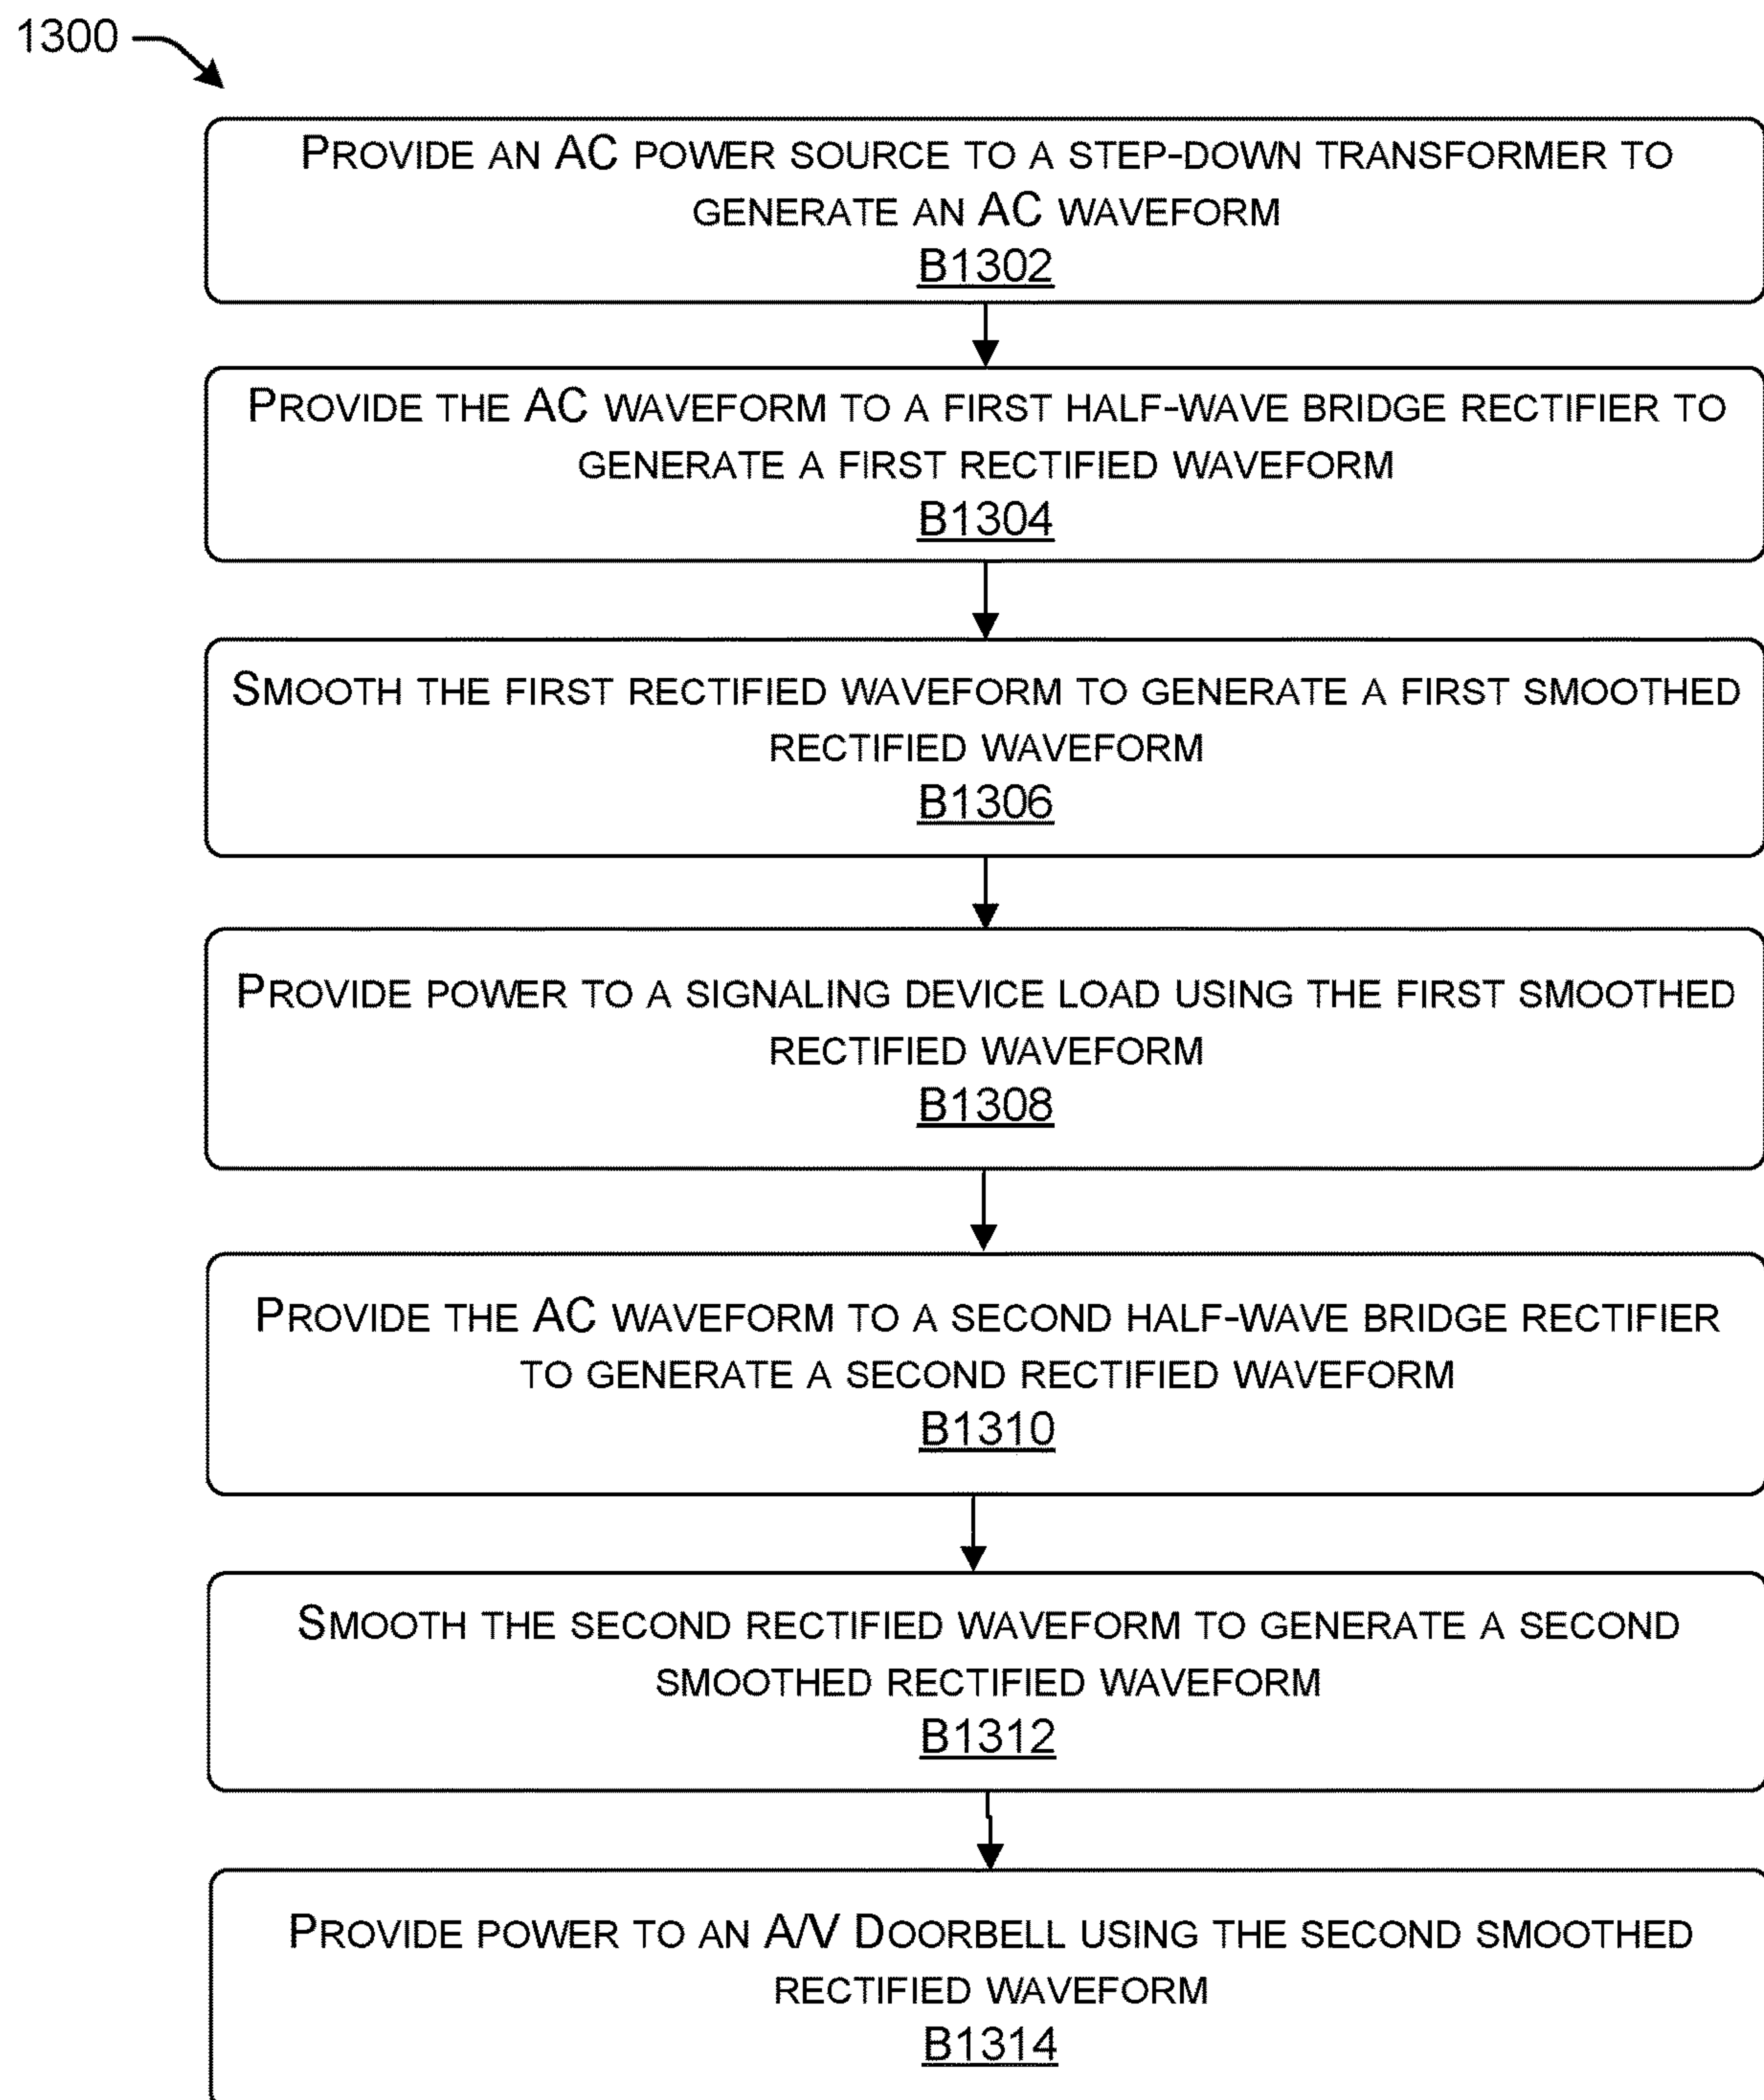 1300
PROVIDE AN AC POWER SOURCE TO A STEP-DOWN TRANSFORMER TO
GENERATE AN AC WAVEFORM
B1302
PROVIDE THE AC WAVEFORM TO A FIRST HALF-WAVE BRIDGE RECTIFIER TO
GENERATE A FIRST RECTIFIED WAVEFORM
B1304
SMOOTH THE FIRST RECTIFIED WAVEFORM TO GENERATE A FIRST SMOOTHED
RECTIFIED WAVEFORM
B1306
PROVIDE POWER TO A SIGNALING DEVICE LOAD USING THE FIRST SMOOTHED
RECTIFIED WAVEFORM
B1308
PROVIDE THE AC WAVEFORM TO A SECOND HALF-WAVE BRIDGE RECTIFIER
TO GENERATE A SECOND RECTIFIED WAVEFORM
B1310
SMOOTH THE SECOND RECTIFIED WAVEFORM TO GENERATE A SECOND
SMOOTHED RECTIFIED WAVEFORM
B1312
PROVIDE POWER TO AN A/V DOORBELL USING THE SECOND SMOOTHED
RECTIFIED WAVEFORM
B1314